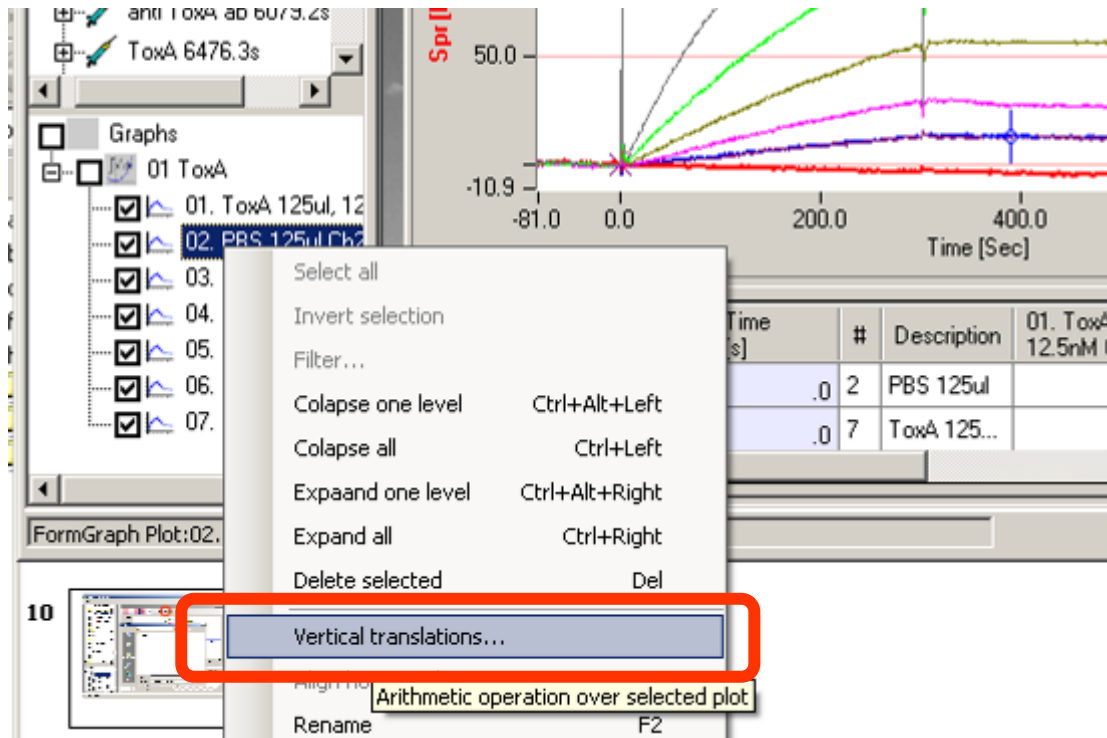 anti ToxA ab 6079.2s
ToxA 6476.3s
Graphs
01 ToxA
01. ToxA 125ul, 12
02. PBS 125ul Ch2
03.
04.
05.
06.
07.
FormGraph Plot:02.
10
Select all
Invert selection
Filter...
Colapse one level Ctrl+Alt+Left
Colapse all Ctrl+Left
Expaand one level Ctrl+Alt+Right
Expand all Ctrl+Right
Delete selected Del
Vertical translations...
Arithmetic operation over selected plot
Rename F2
Spr
50.0
-10.9
-81.0 0.0 200.0 400.0
Time [Sec]
Time [s] # Description 01. ToxA 12.5nM
.0 2 PBS 125ul
.0 7 ToxA 125...